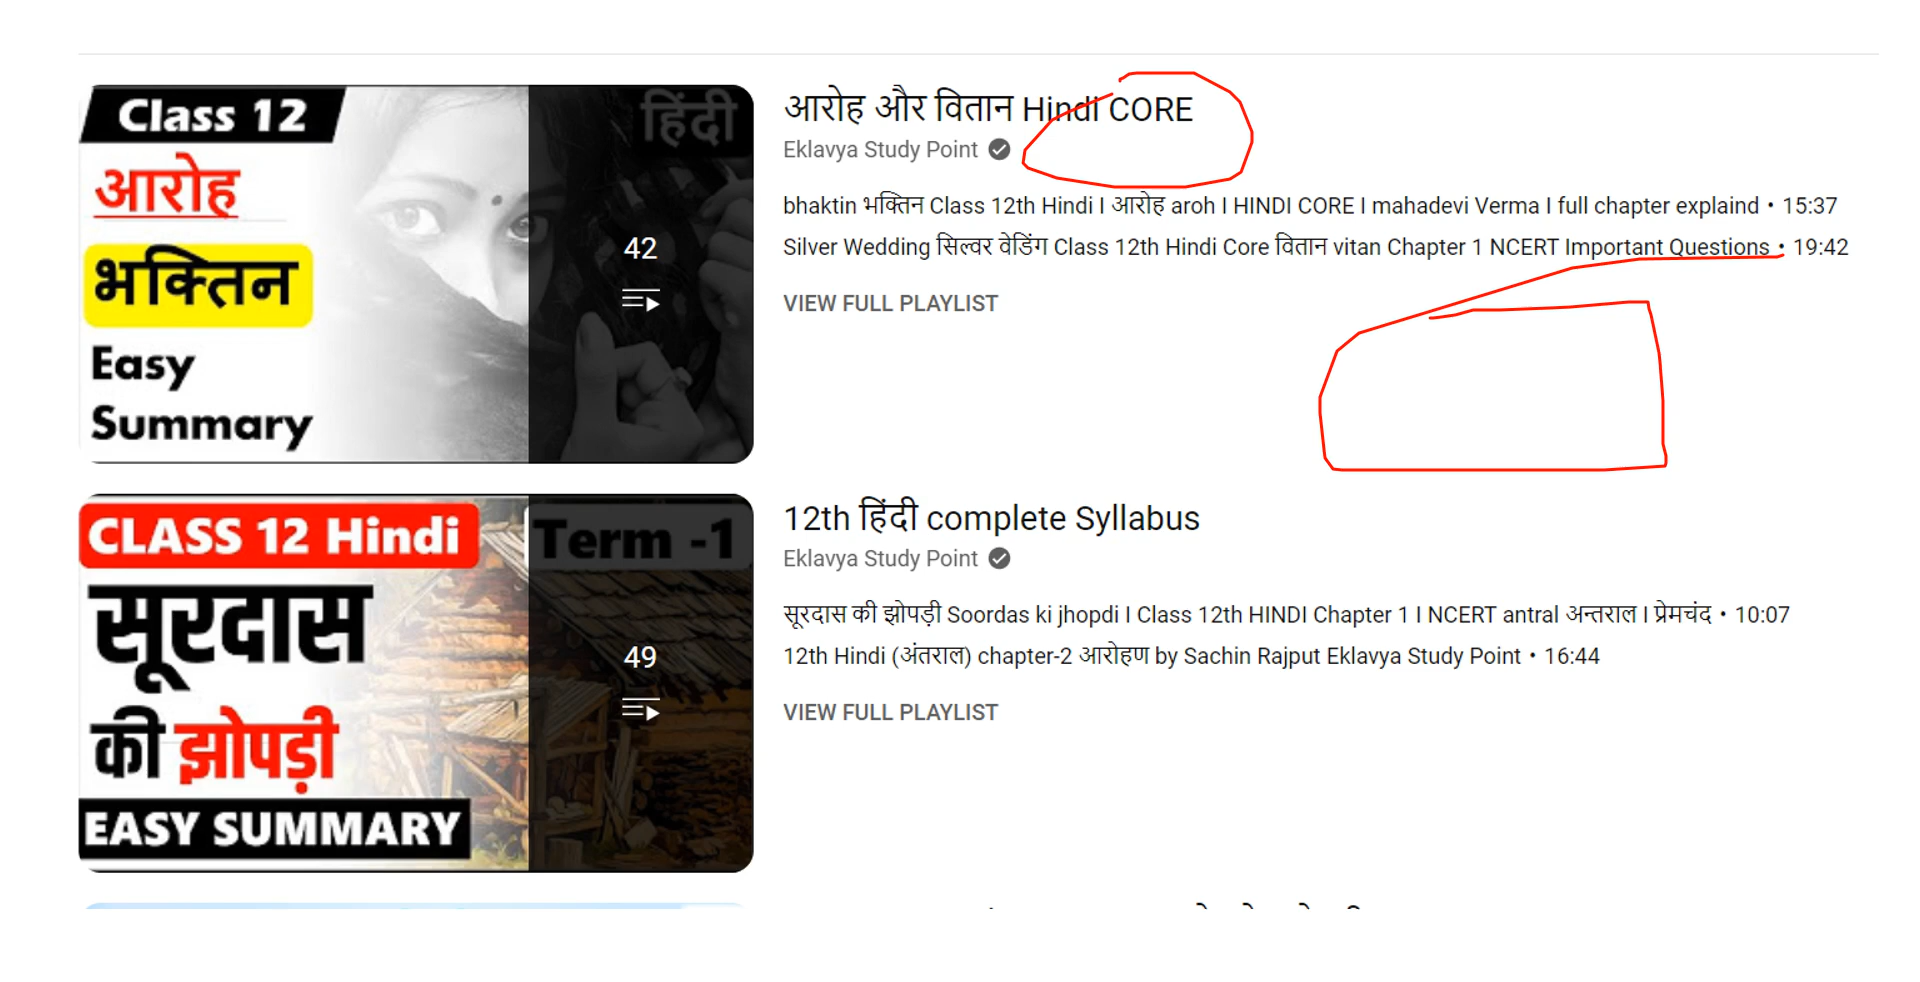 Class 12
हिंदी
आरोह
भक्तिन
Easy
Summary
42
आरोह और वितान Hindi CORE
Eklavya Study Point
bhaktin भक्तिन Class 12th Hindi I आरोह aroh I HINDI CORE I mahadevi Verma I full chapter explaind • 15:37
Silver Wedding सिल्वर वेडिंग Class 12th Hindi Core वितान vitan Chapter 1 NCERT Important Questions • 19:42
VIEW FULL PLAYLIST
CLASS 12 Hindi
Term -1
सूरदास
की झोपड़ी
EASY SUMMARY
49
12th हिंदी complete Syllabus
Eklavya Study Point
सूरदास की झोपड़ी Soordas ki jhopdi I Class 12th HINDI Chapter 1 I NCERT antral अन्तराल I प्रेमचंद • 10:07
12th Hindi (अंतराल) chapter-2 आरोहण by Sachin Rajput Eklavya Study Point • 16:44
VIEW FULL PLAYLIST